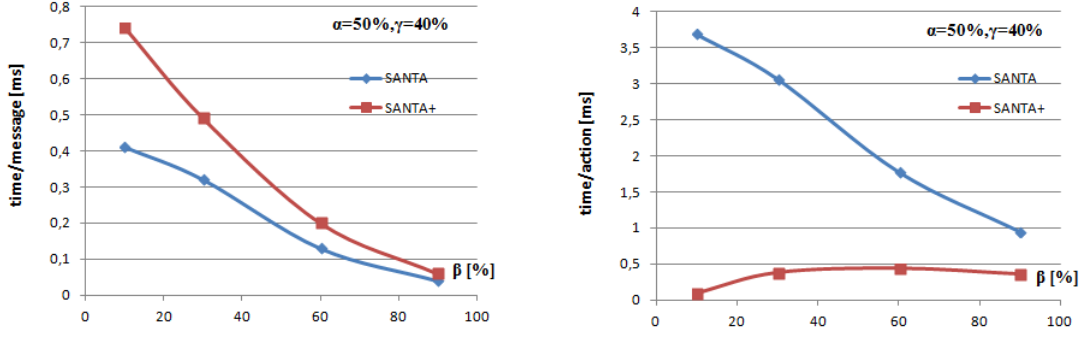 0,8
0,7
0,6
0,5
0,4
0,3
0,2
0,1
0
time/message [ms]
α=50%,γ=40%
SANTA
SANTA+
β [%]
0 20 40 60 80 100
4
3,5
3
2,5
2
1,5
1
0,5
0
time/action [ms]
α=50%,γ=40%
SANTA
SANTA+
β [%]
0 20 40 60 80 100